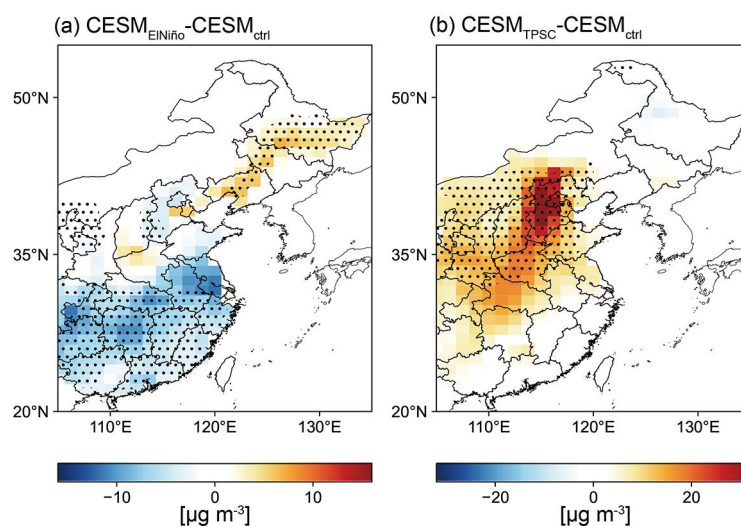 (a) CESM_ElNiño-CESM_ctrl
(b) CESM_TPSC-CESM_ctrl
50°N
35°N
20°N
110°E 120°E 130°E
50°N
35°N
20°N
110°E 120°E 130°E
−10 0 10
[µg m⁻³]
−20 0 20
[µg m⁻³]